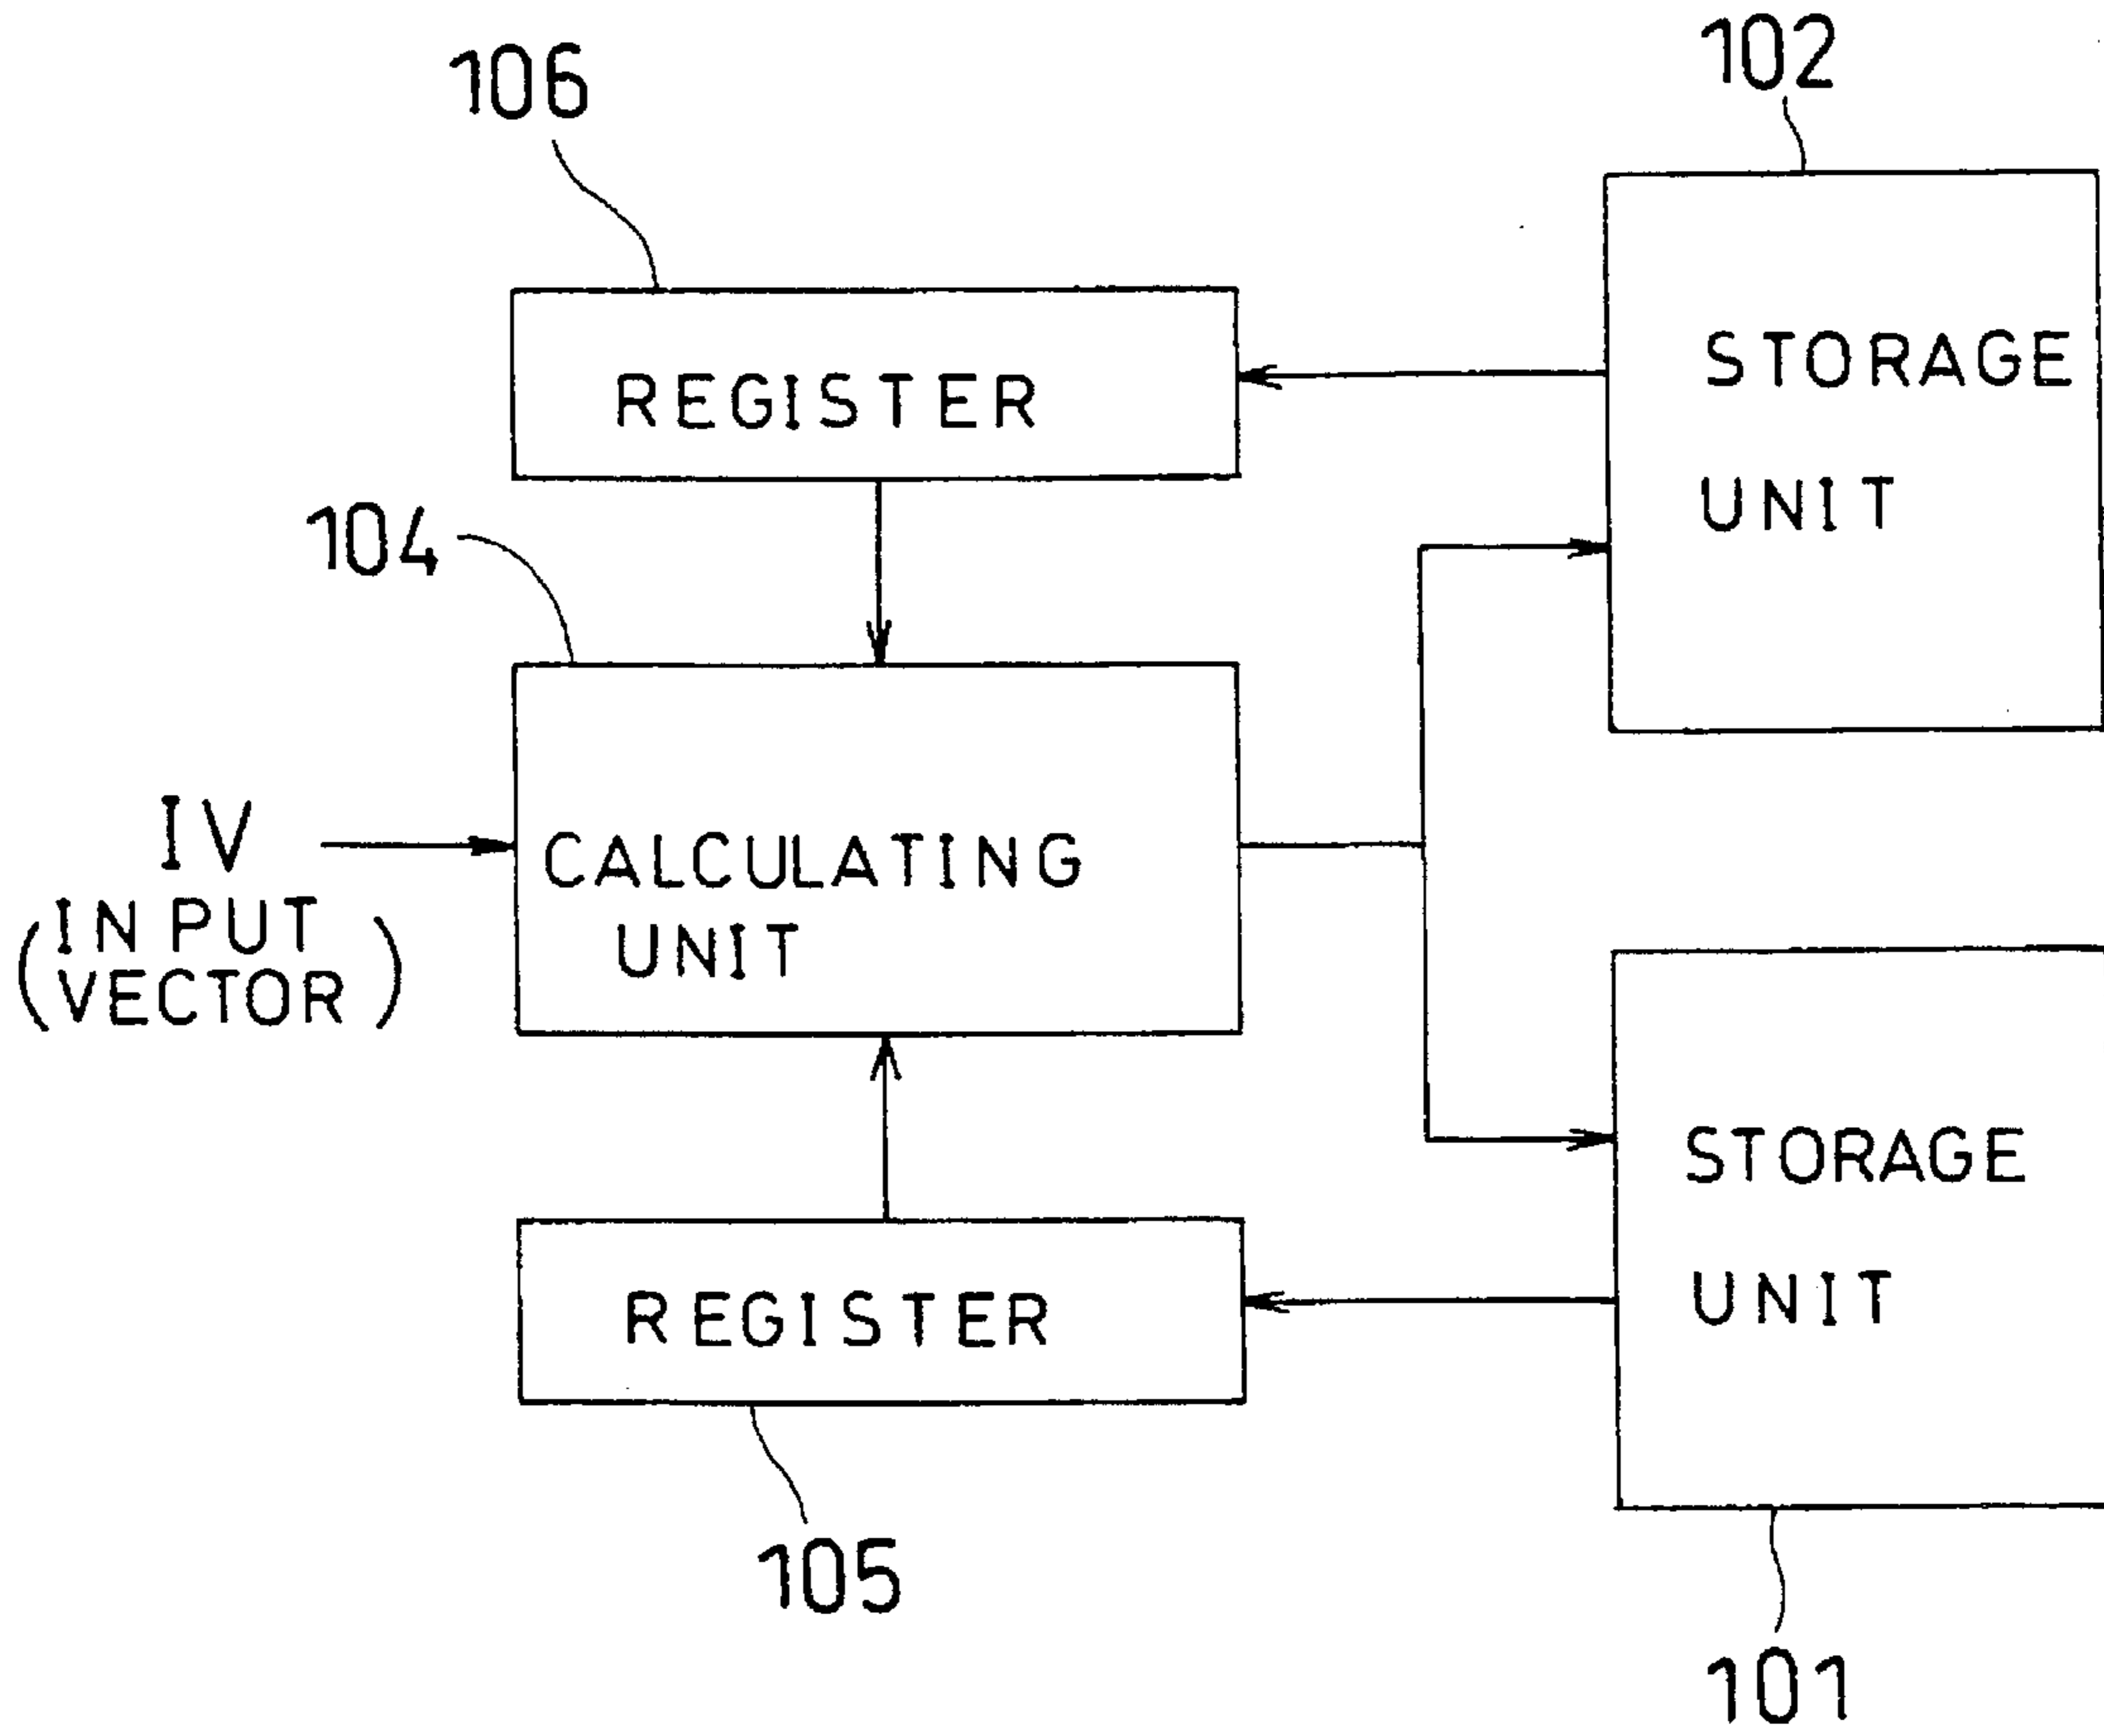 106
102
REGISTER
STORAGE
UNIT
104
IV
(INPUT
VECTOR)
CALCULATING
UNIT
STORAGE
UNIT
REGISTER
105
101